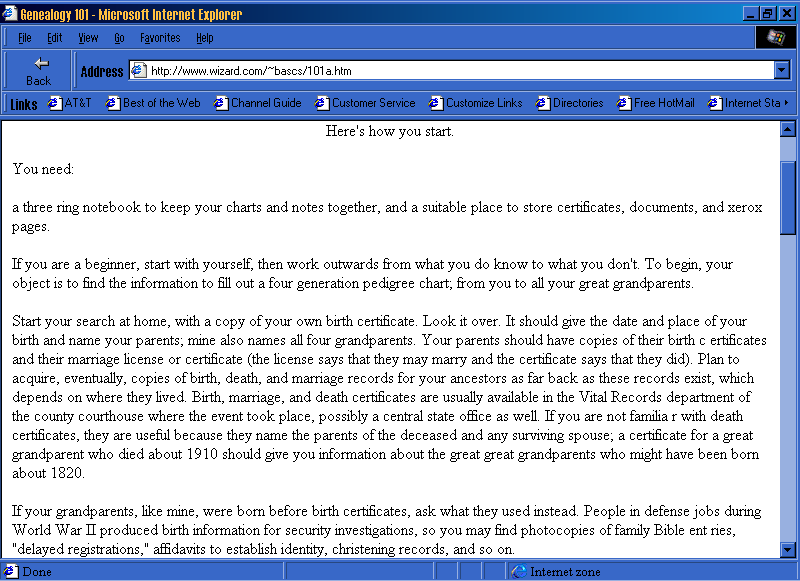 Genealogy 101 - Microsoft Internet Explorer
File Edit View Go Favorites Help
Back
Address http://www.wizard.com/~bascs/101a.htm
Links AT&T Best of the Web Channel Guide Customer Service Customize Links Directories Free HotMail Internet Sta
Here's how you start.
You need:
a three ring notebook to keep your charts and notes together, and a suitable place to store certificates, documents, and xerox
pages.
If you are a beginner, start with yourself, then work outwards from what you do know to what you don't. To begin, your
object is to find the information to fill out a four generation pedigree chart; from you to all your great grandparents.
Start your search at home, with a copy of your own birth certificate. Look it over. It should give the date and place of your
birth and name your parents; mine also names all four grandparents. Your parents should have copies of their birth c ertificates
and their marriage license or certificate (the license says that they may marry and the certificate says that they did). Plan to
acquire, eventually, copies of birth, death, and marriage records for your ancestors as far back as these records exist, which
depends on where they lived. Birth, marriage, and death certificates are usually available in the Vital Records department of
the county courthouse where the event took place, possibly a central state office as well. If you are not familia r with death
certificates, they are useful because they name the parents of the deceased and any surviving spouse; a certificate for a great
grandparent who died about 1910 should give you information about the great great grandparents who might have been born
about 1820.
If your grandparents, like mine, were born before birth certificates, ask what they used instead. People in defense jobs during
World War II produced birth information for security investigations, so you may find photocopies of family Bible ent ries,
"delayed registrations," affidavits to establish identity, christening records, and so on.
Done Internet zone